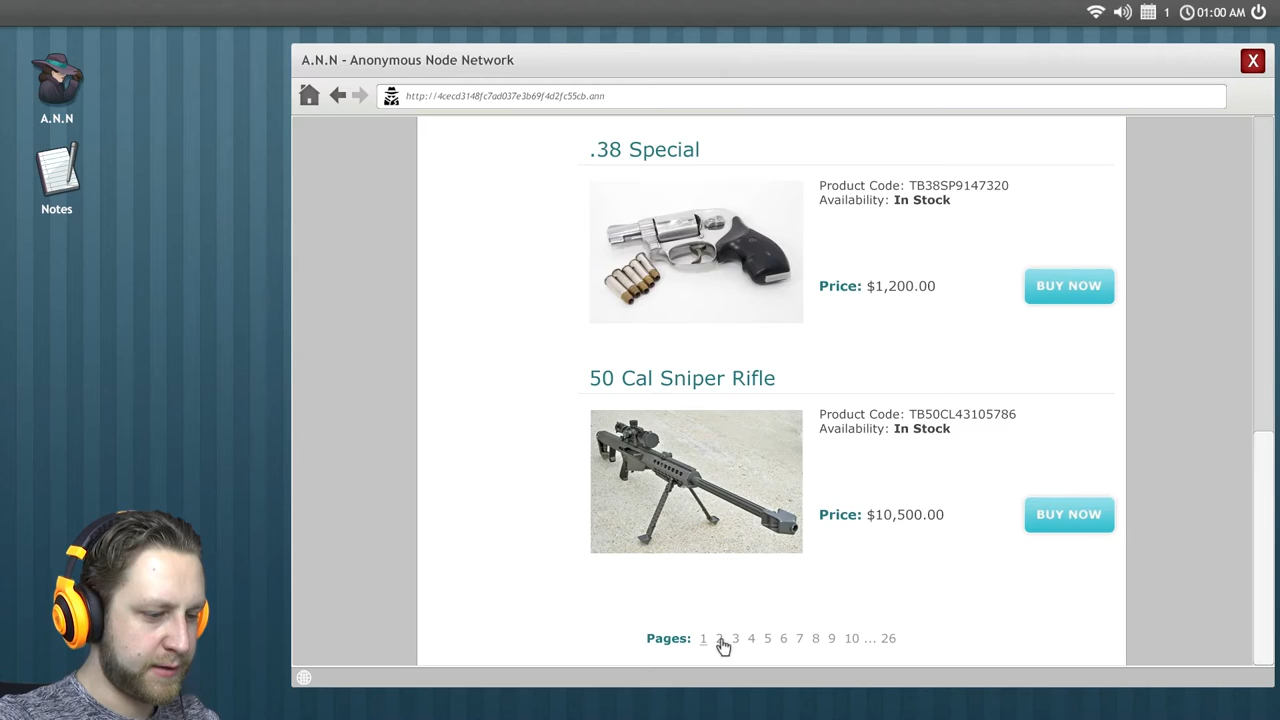 1 01:00 AM
A.N.N - Anonymous Node Network
X
http://4cecd3148fc7ad037e3b69f4d2fc55cb.ann
A.N.N
Notes
.38 Special
Product Code: TB38SP9147320
Availability: In Stock
Price: $1,200.00
BUY NOW
50 Cal Sniper Rifle
Product Code: TB50CL43105786
Availability: In Stock
Price: $10,500.00
BUY NOW
Pages: 1 2 3 4 5 6 7 8 9 10 ... 26